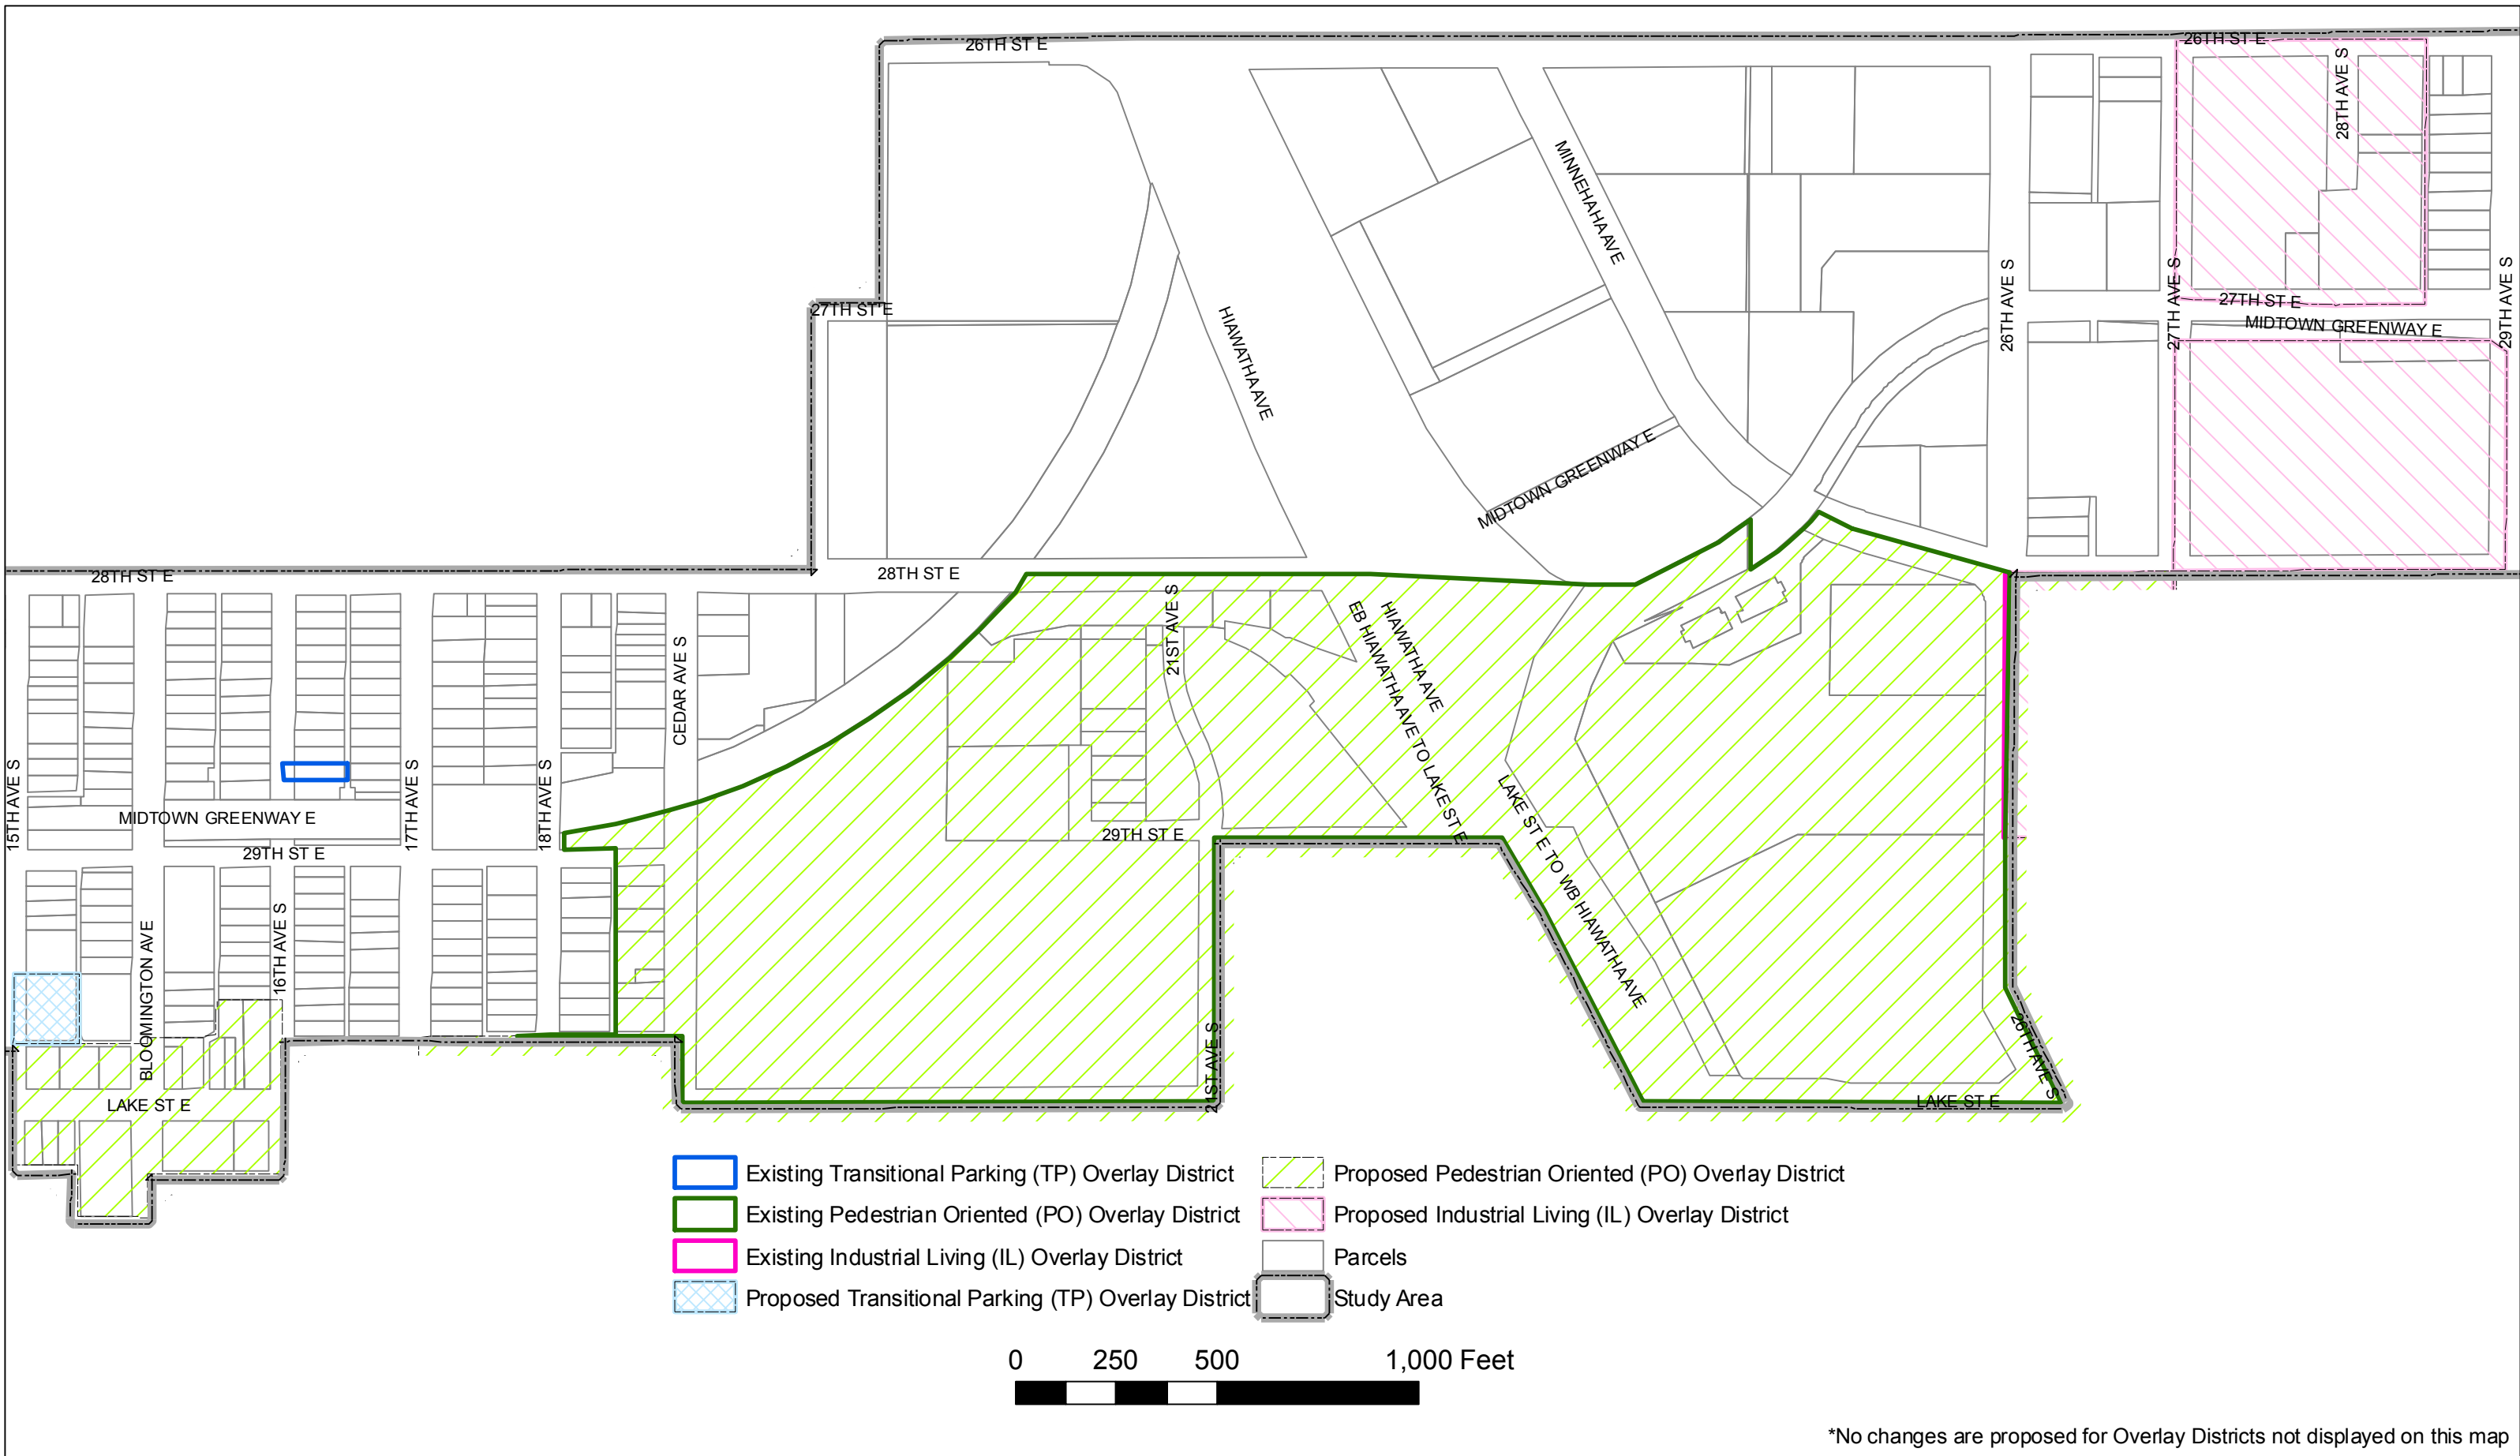 26TH ST E
26TH ST E
28TH AVE S
MINNEHAHA AVE
26TH AVE S
27TH AVE S
29TH AVE S
27TH ST E
27TH ST E
MIDTOWN GREENWAY E
HIAWATHA AVE
MIDTOWN GREENWAY E
28TH ST E
28TH ST E
21ST AVE S
HIAWATHA AVE
EB HIAWATHA AVE TO LAKE ST E
CEDAR AVE S
15TH AVE S
17TH AVE S
18TH AVE S
MIDTOWN GREENWAY E
29TH ST E
29TH ST E
LAKE ST E TO WB HIAWATHA AVE
BLOOMINGTON AVE
16TH AVE S
21ST AVE S
26TH AVE S
LAKE ST E
LAKE ST E
Existing Transitional Parking (TP) Overlay District
Existing Pedestrian Oriented (PO) Overlay District
Existing Industrial Living (IL) Overlay District
Proposed Transitional Parking (TP) Overlay District
Proposed Pedestrian Oriented (PO) Overlay District
Proposed Industrial Living (IL) Overlay District
Parcels
Study Area
0 250 500 1,000 Feet
*No changes are proposed for Overlay Districts not displayed on this map